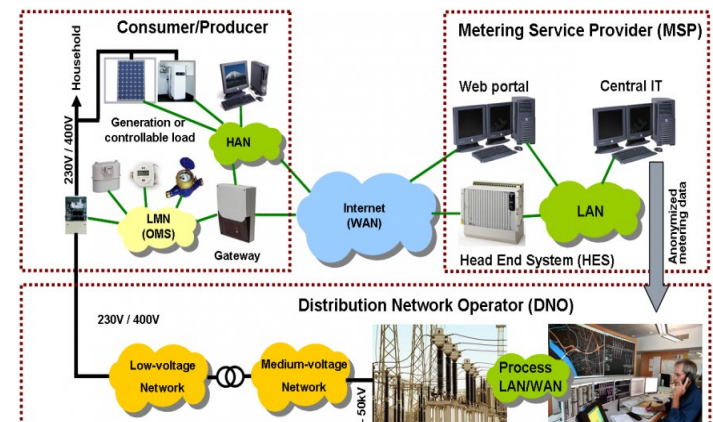 Consumer/Producer
Household
230V / 400V
Generation or
controllable load
HAN
LMN
(OMS)
Gateway
Internet
(WAN)
Metering Service Provider (MSP)
Web portal
Central IT
LAN
Head End System (HES)
Anonymized
metering data
Distribution Network Operator (DNO)
230V / 400V
Low-voltage
Network
Medium-voltage
Network
50kV
Process
LAN/WAN